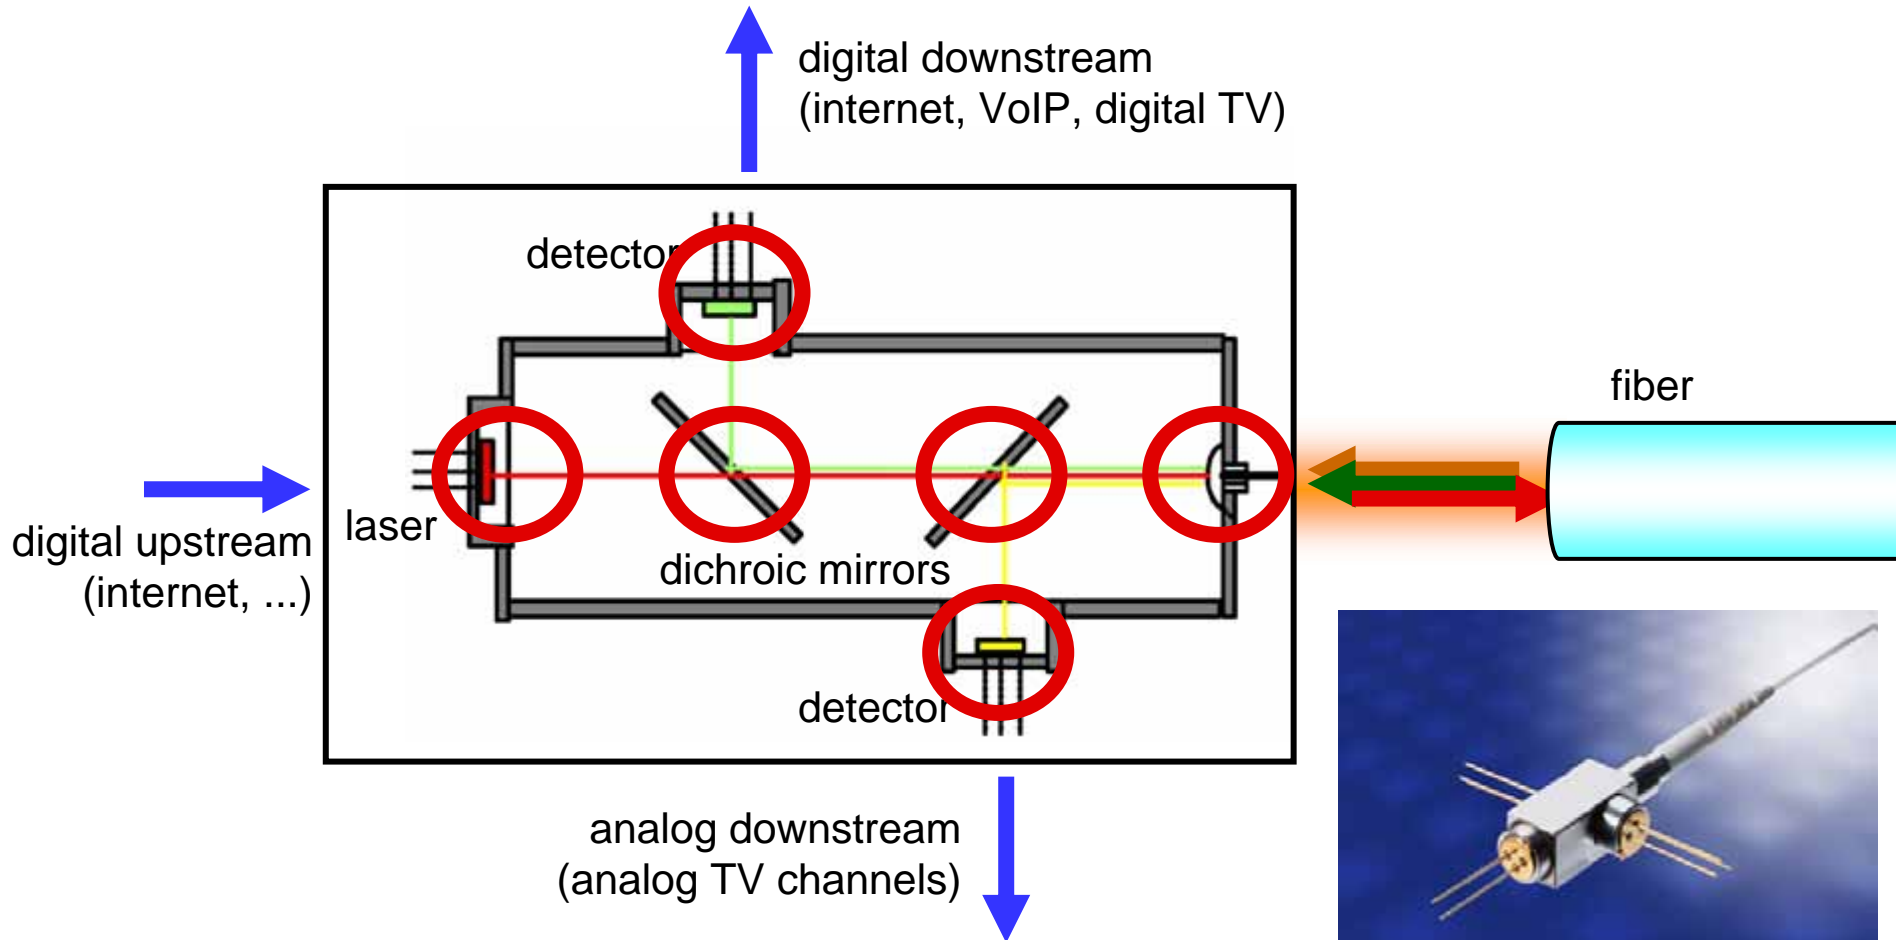 digital downstream
(internet, VoIP, digital TV)
detector
fiber
laser
digital upstream
(internet, ...)
dichroic mirrors
detector
analog downstream
(analog TV channels)